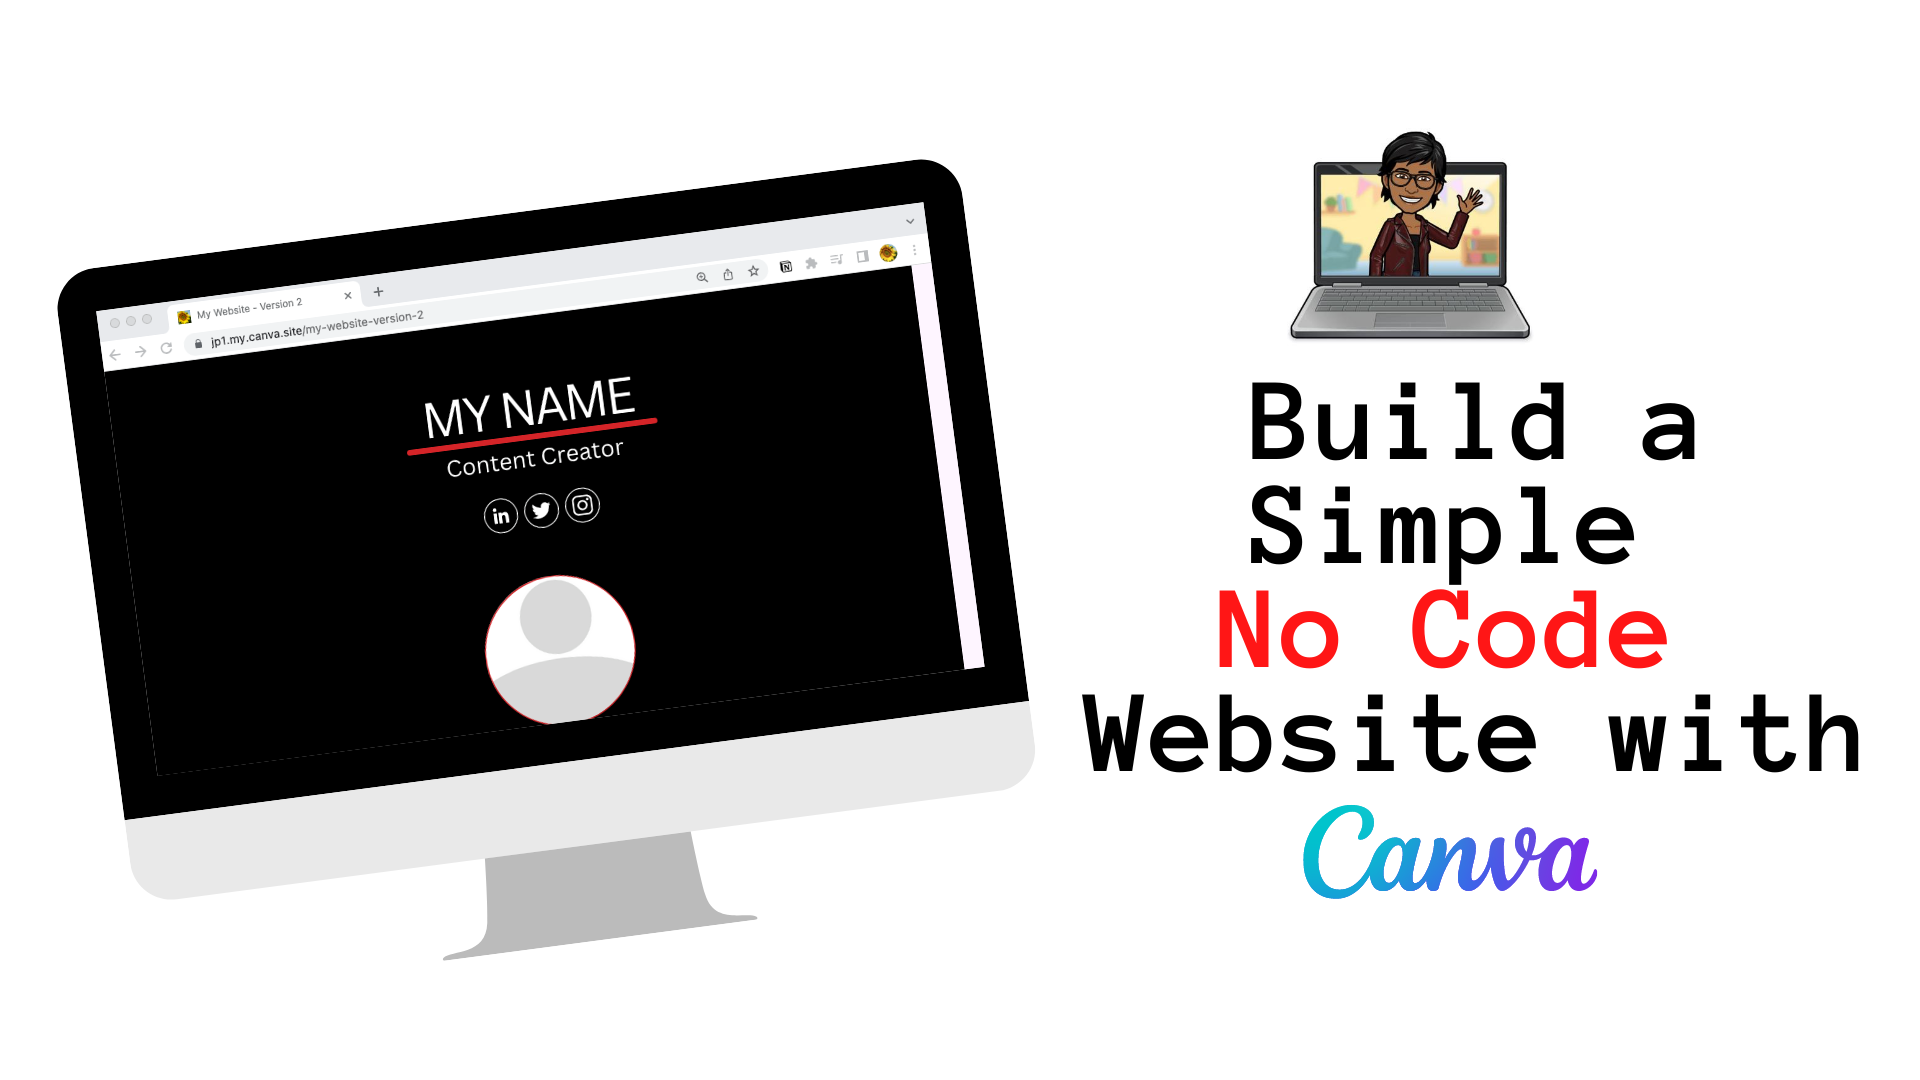 My Website - Version 2
jp1.my.canva.site/my-website-version-2
MY NAME
Content Creator
in
Build a
Simple
No Code
Website with
Canva